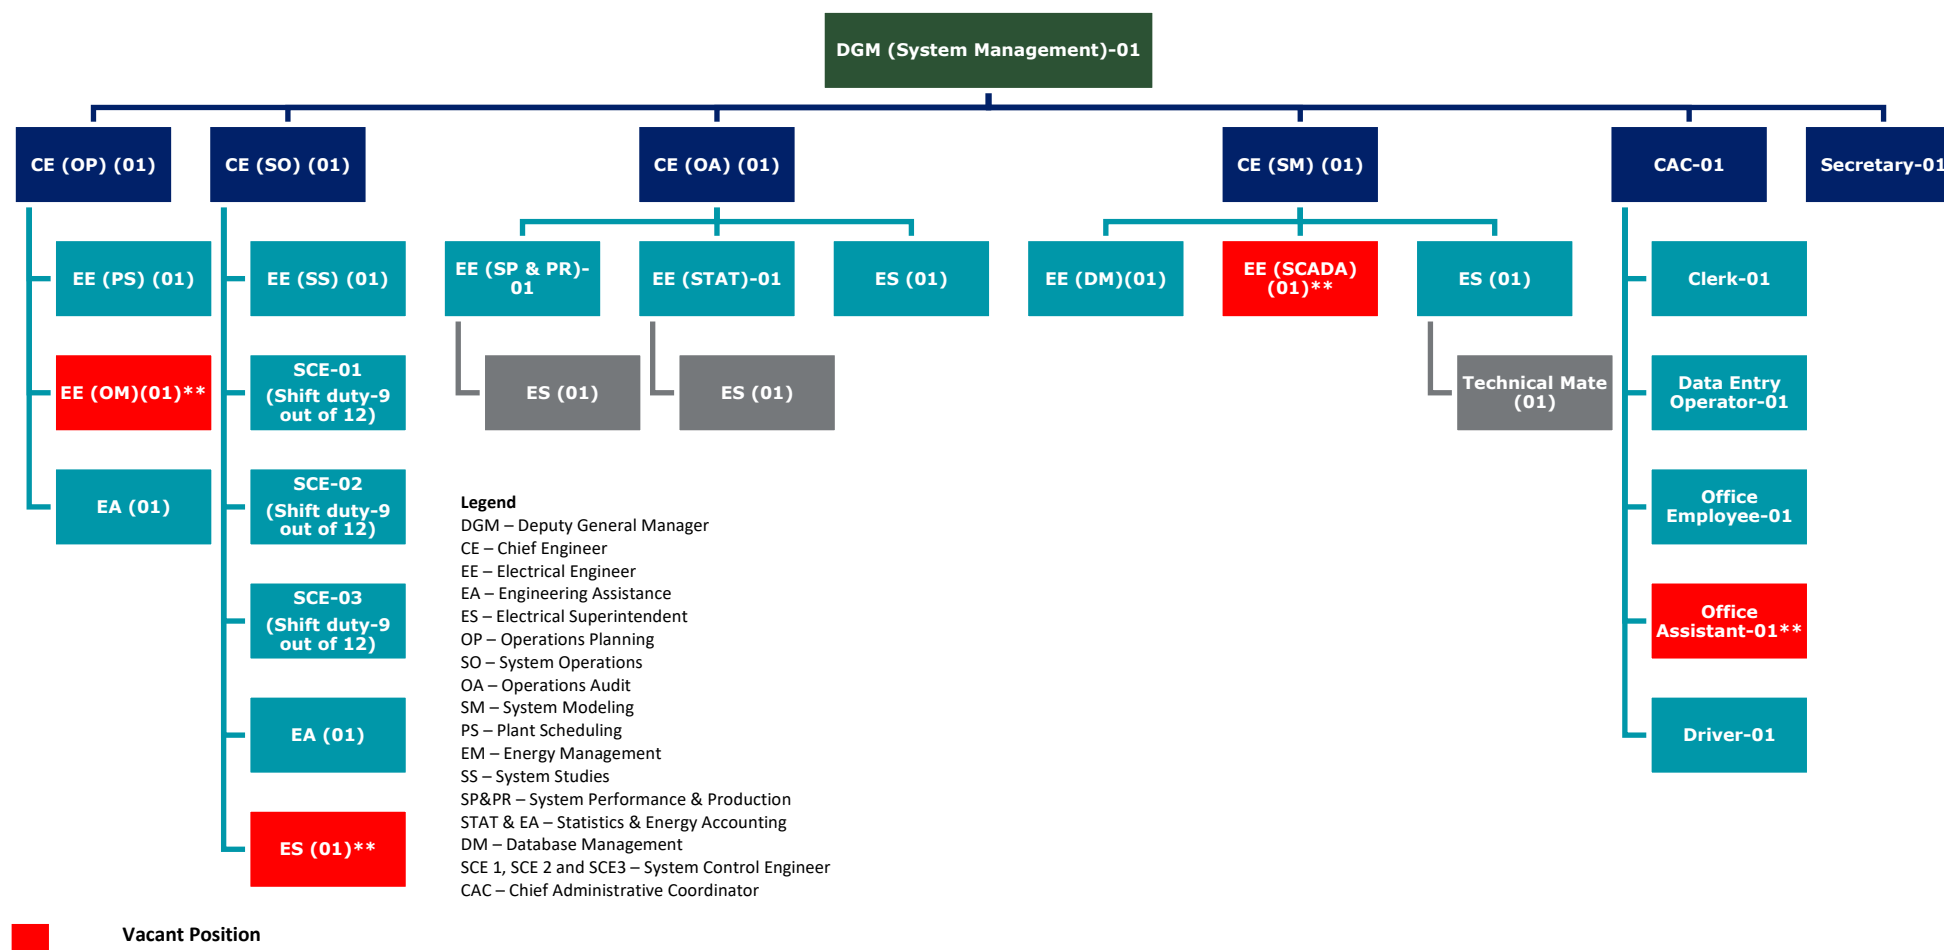 DGM (System Management)-01
CE (OP) (01)
CE (SO) (01)
CE (OA) (01)
CE (SM) (01)
CAC-01
Secretary-01
EE (PS) (01)
EE (OM)(01)**
EA (01)
EE (SS) (01)
SCE-01
(Shift duty-9
out of 12)
SCE-02
(Shift duty-9
out of 12)
SCE-03
(Shift duty-9
out of 12)
EA (01)
ES (01)**
EE (SP & PR)-
01
ES (01)
EE (STAT)-01
ES (01)
ES (01)
EE (DM)(01)
EE (SCADA)
(01)**
ES (01)
Technical Mate
(01)
Clerk-01
Data Entry
Operator-01
Office
Employee-01
Office
Assistant-01**
Driver-01
Legend
DGM – Deputy General Manager
CE – Chief Engineer
EE – Electrical Engineer
EA – Engineering Assistance
ES – Electrical Superintendent
OP – Operations Planning
SO – System Operations
OA – Operations Audit
SM – System Modeling
PS – Plant Scheduling
EM – Energy Management
SS – System Studies
SP&PR – System Performance & Production
STAT & EA – Statistics & Energy Accounting
DM – Database Management
SCE 1, SCE 2 and SCE3 – System Control Engineer
CAC – Chief Administrative Coordinator
Vacant Position